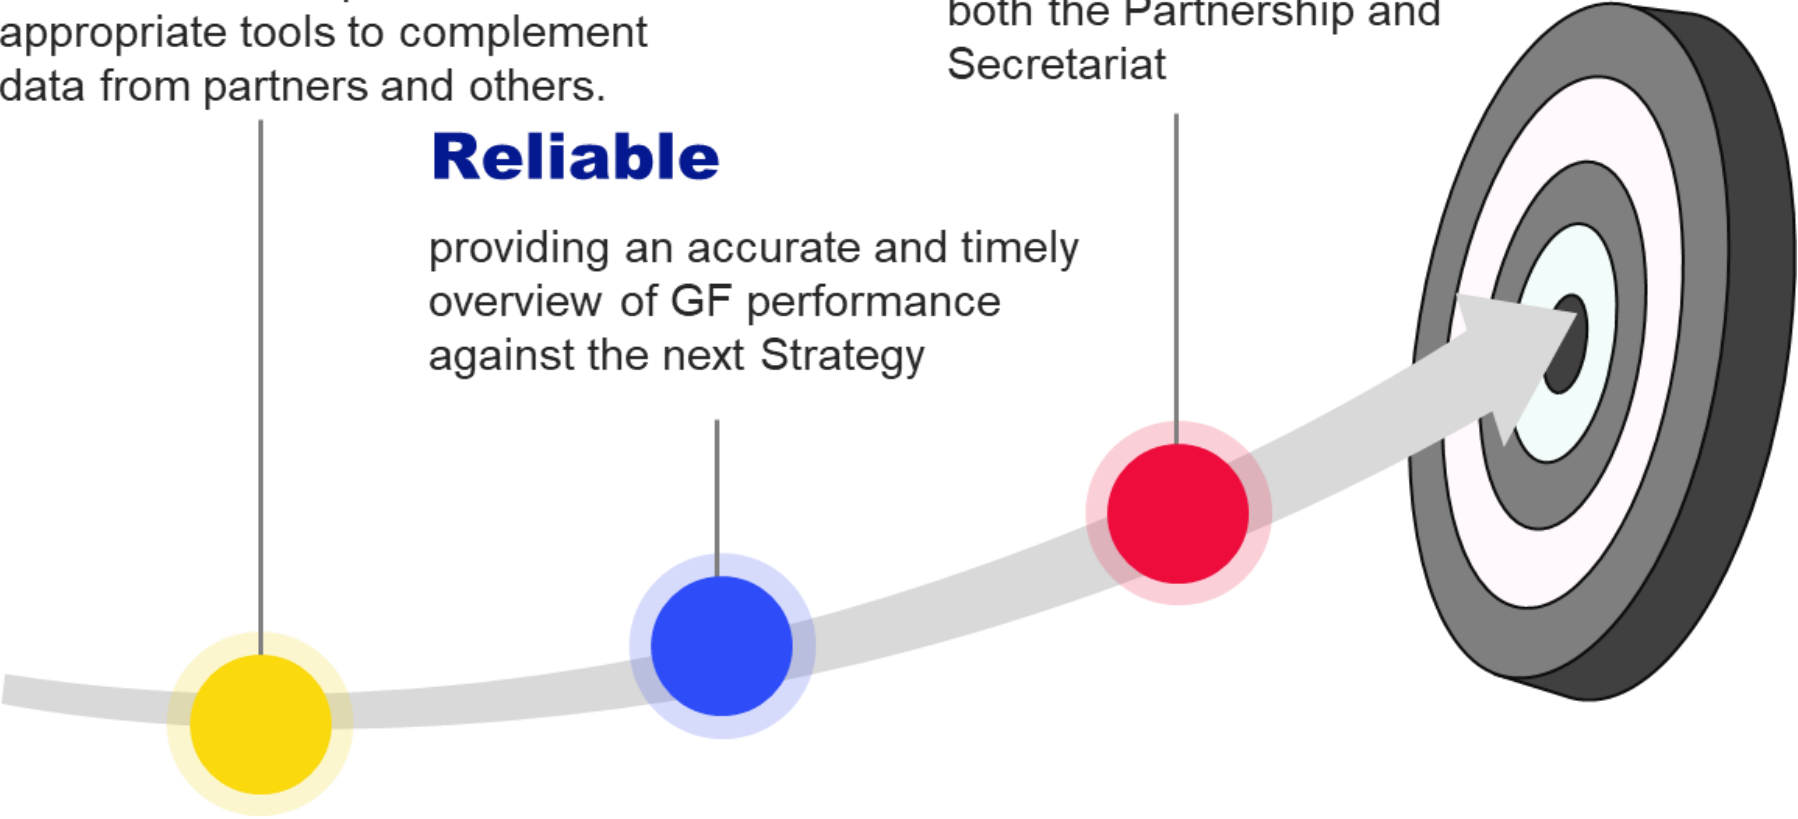 appropriate tools to complement
data from partners and others.
Reliable
providing an accurate and timely
overview of GF performance
against the next Strategy
both the Partnership and
Secretariat